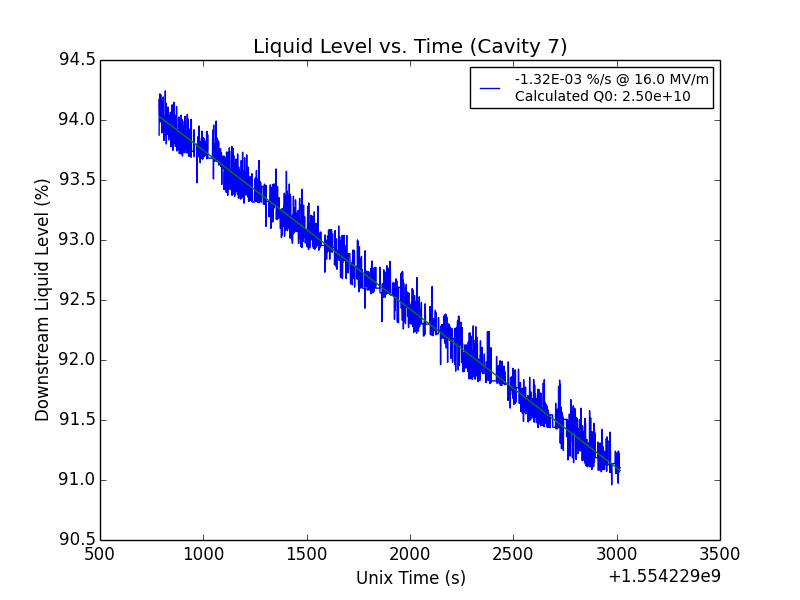 Liquid Level vs. Time (Cavity 7)
-1.32E-03 %/s @ 16.0 MV/m
Calculated Q0: 2.50e+10
94.5
94.0
93.5
93.0
92.5
92.0
91.5
91.0
90.5
Downstream Liquid Level (%)
500 1000 1500 2000 2500 3000 3500
Unix Time (s)
+1.554229e9